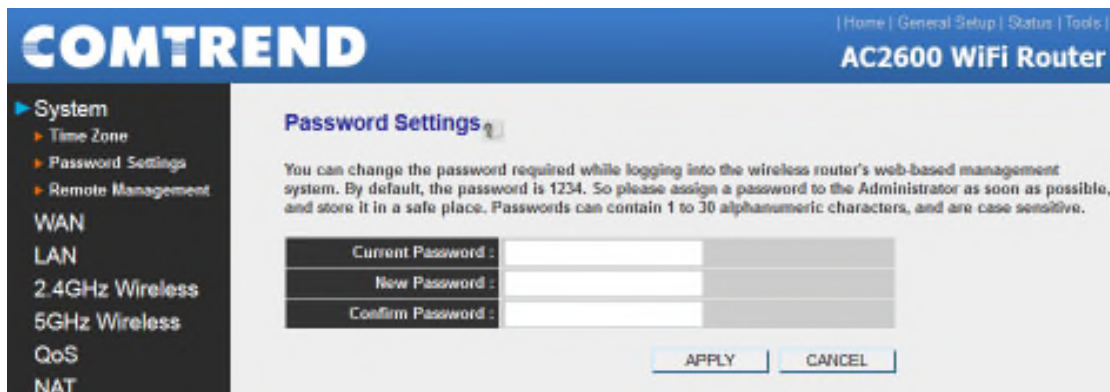 COMTREND
| Home | General Setup | Status | Tools |
AC2600 WiFi Router
System
Time Zone
Password Settings
Remote Management
WAN
LAN
2.4GHz Wireless
5GHz Wireless
QoS
NAT
Password Settings
You can change the password required while logging into the wireless router's web-based management
system. By default, the password is 1234. So please assign a password to the Administrator as soon as possible,
and store it in a safe place. Passwords can contain 1 to 30 alphanumeric characters, and are case sensitive.
Current Password :
New Password :
Confirm Password :
APPLY CANCEL